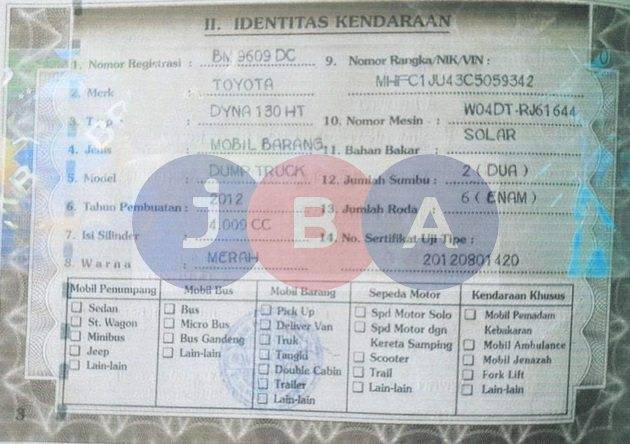 II. IDENTITAS KENDARAAN
1. Nomor Registrasi : BN 9609 DC
2. Merk : TOYOTA
3. : DYNA 130 HT
4. Jenis : MOBIL BARANG
5. Model : DUMP TRUCK
6. Tahun Pembuatan : 2012
7. Isi Silinder : 4.009 CC
8. Warna : MERAH
9. Nomor Rangka/NIK/VIN :
MHFC1JU43C5059342
10. Nomor Mesin : W04DT-RJ61644
11. Bahan Bakar : SOLAR
12. Jumlah Sumbu : 2 ( DUA )
13. Jumlah Roda : 6 ( ENAM )
14. No. Sertifikat Uji Tipe :
20120801420
JBA
Mobil Penumpang
Sedan
St. Wagon
Minibus
Jeep
Lain-lain
Mobil Bus
Bus
Micro Bus
Bus Gandeng
Lain-lain
Mobil Barang
Pick Up
Deliver Van
Truk
Tangki
Double Cabin
Trailer
Lain-lain
Sepeda Motor
Spd Motor Solo
Spd Motor dgn
Kereta Samping
Scooter
Trail
Lain-lain
Kendaraan Khusus
Mobil Pemadam
Kebakaran
Mobil Ambulance
Mobil Jenazah
Fork Lift
Lain-lain
3